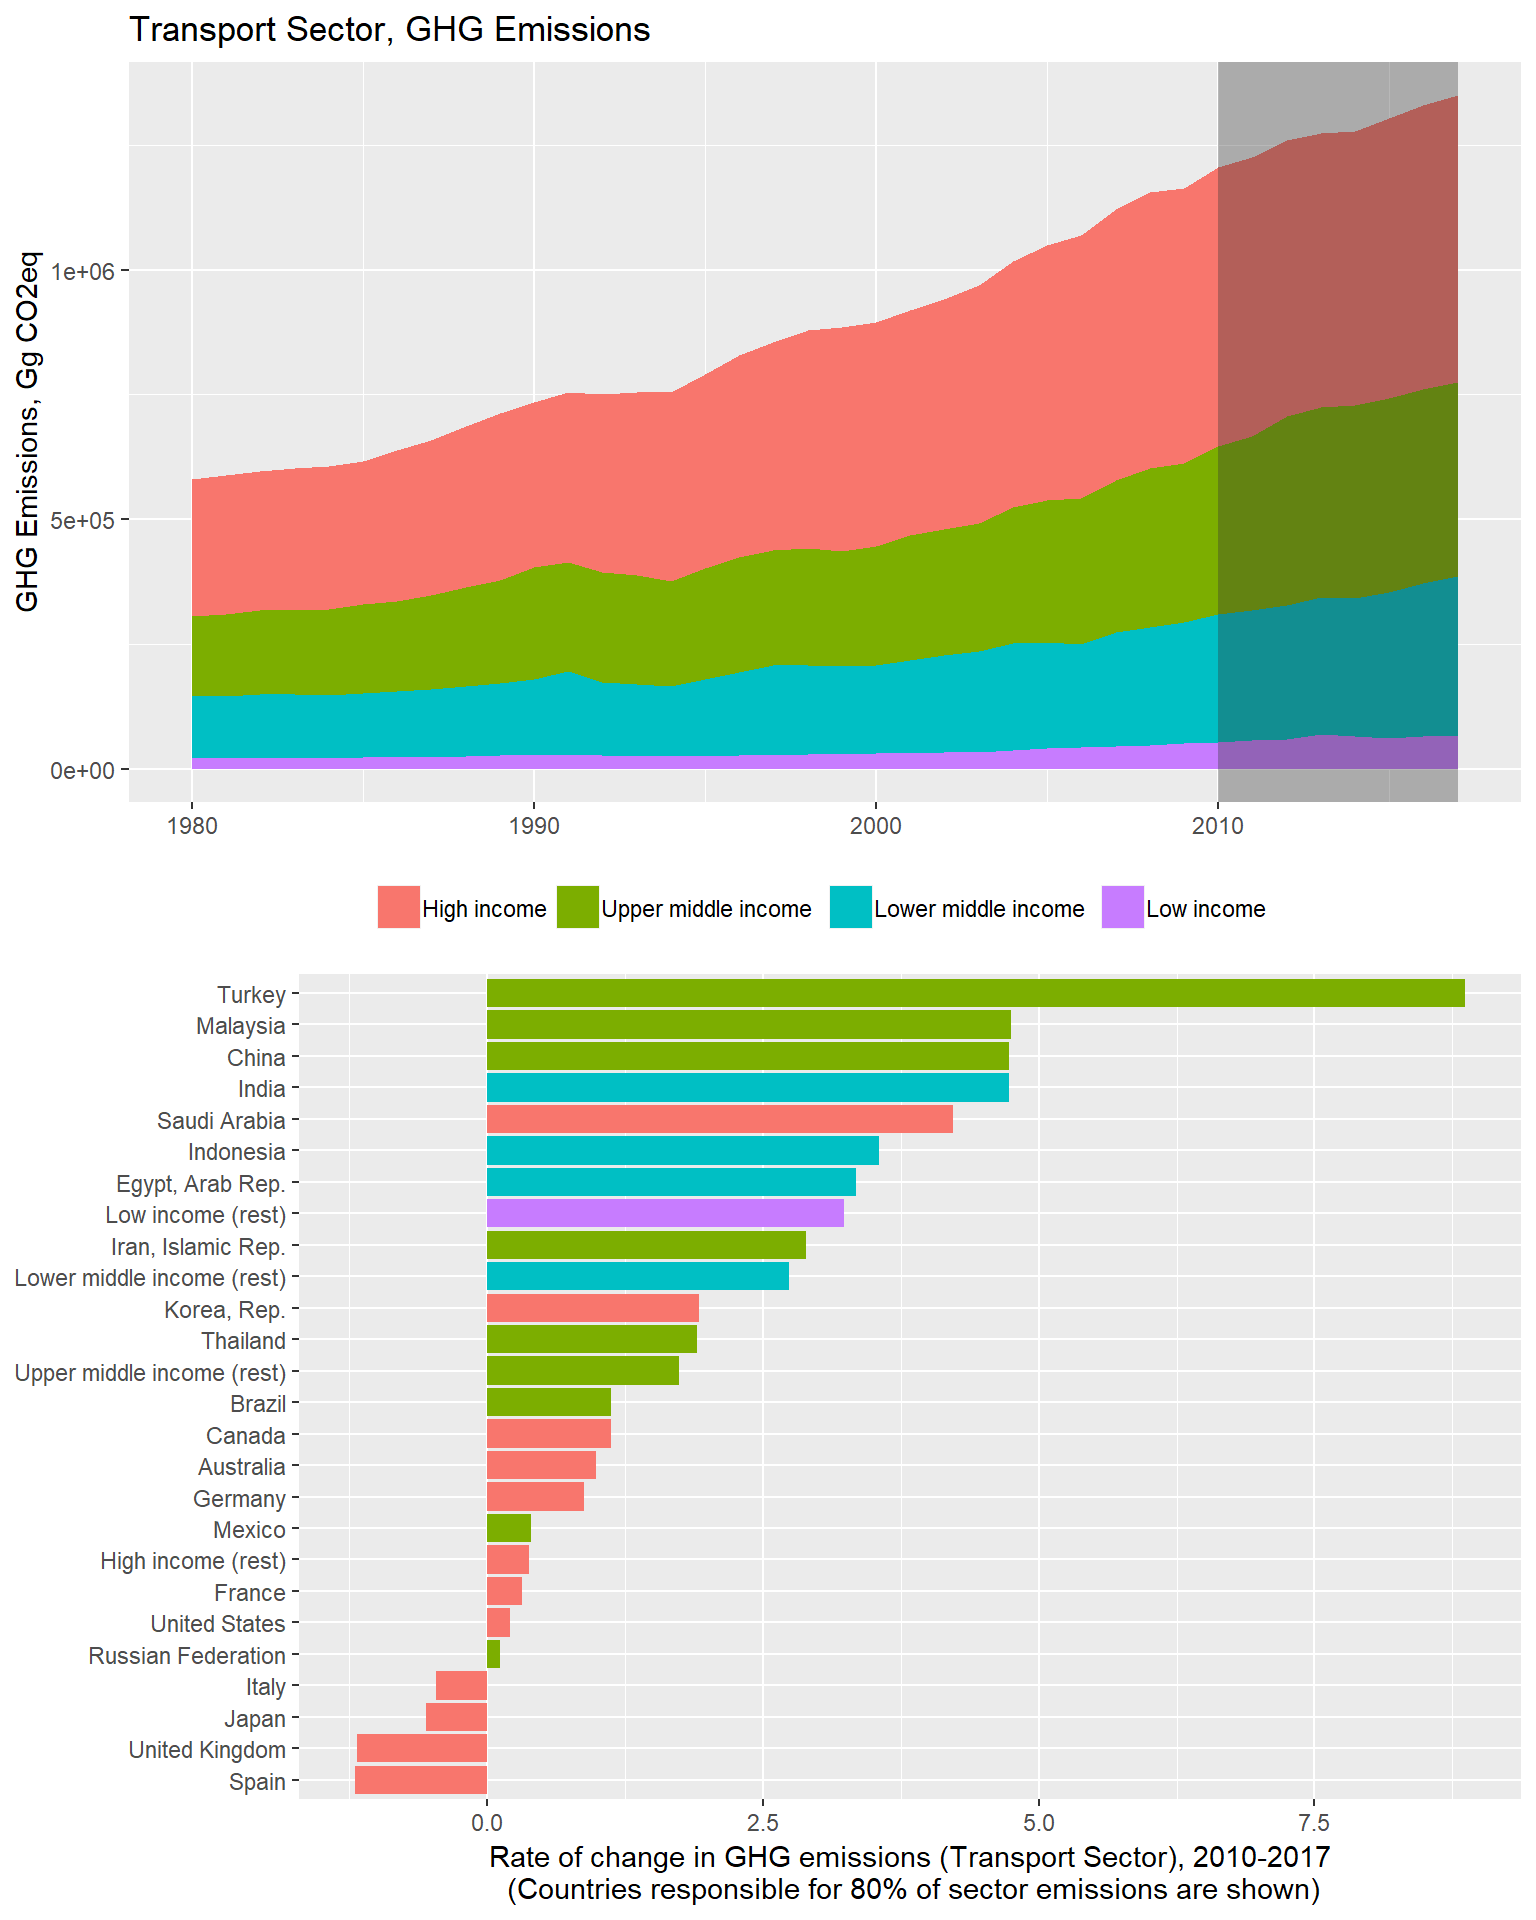 Transport Sector, GHG Emissions
GHG Emissions, Gg CO2eq
1e+06
5e+05
0e+00
1980 1990 2000 2010
High income Upper middle income Lower middle income Low income
Turkey
Malaysia
China
India
Saudi Arabia
Indonesia
Egypt, Arab Rep.
Low income (rest)
Iran, Islamic Rep.
Lower middle income (rest)
Korea, Rep.
Thailand
Upper middle income (rest)
Brazil
Canada
Australia
Germany
Mexico
High income (rest)
France
United States
Russian Federation
Italy
Japan
United Kingdom
Spain
0.0 2.5 5.0 7.5
Rate of change in GHG emissions (Transport Sector), 2010-2017
(Countries responsible for 80% of sector emissions are shown)